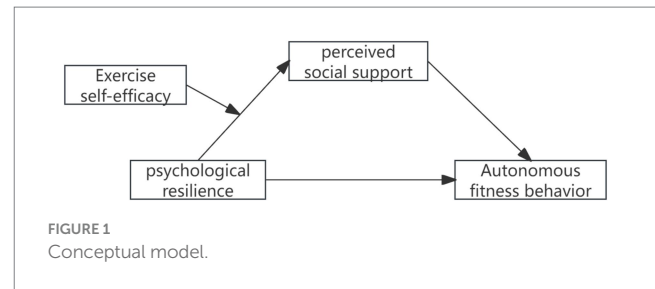 perceived
social support
Exercise
self-efficacy
psychological
resilience
Autonomous
fitness behavior
FIGURE 1
Conceptual model.